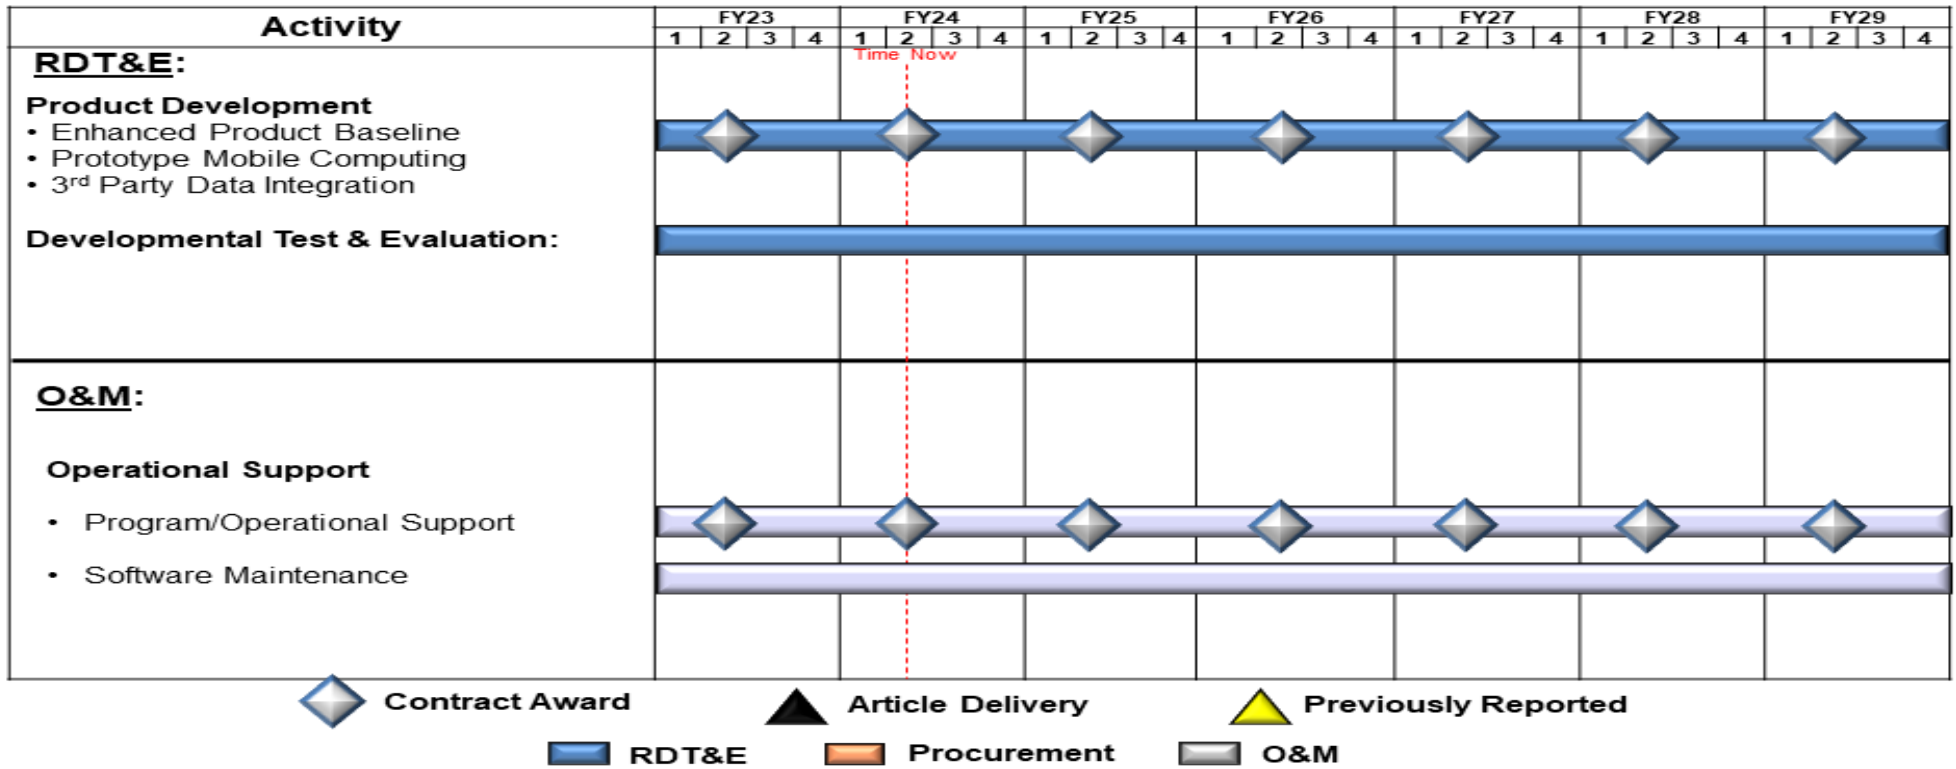 Activity
FY23 FY24 FY25 FY26 FY27 FY28 FY29
1 2 3 4 1 2 3 4 1 2 3 4 1 2 3 4 1 2 3 4 1 2 3 4 1 2 3 4
Time Now
RDT&E:
Product Development
• Enhanced Product Baseline
• Prototype Mobile Computing
• 3rd Party Data Integration
Developmental Test & Evaluation:
O&M:
Operational Support
• Program/Operational Support
• Software Maintenance
Contract Award Article Delivery Previously Reported
RDT&E Procurement O&M